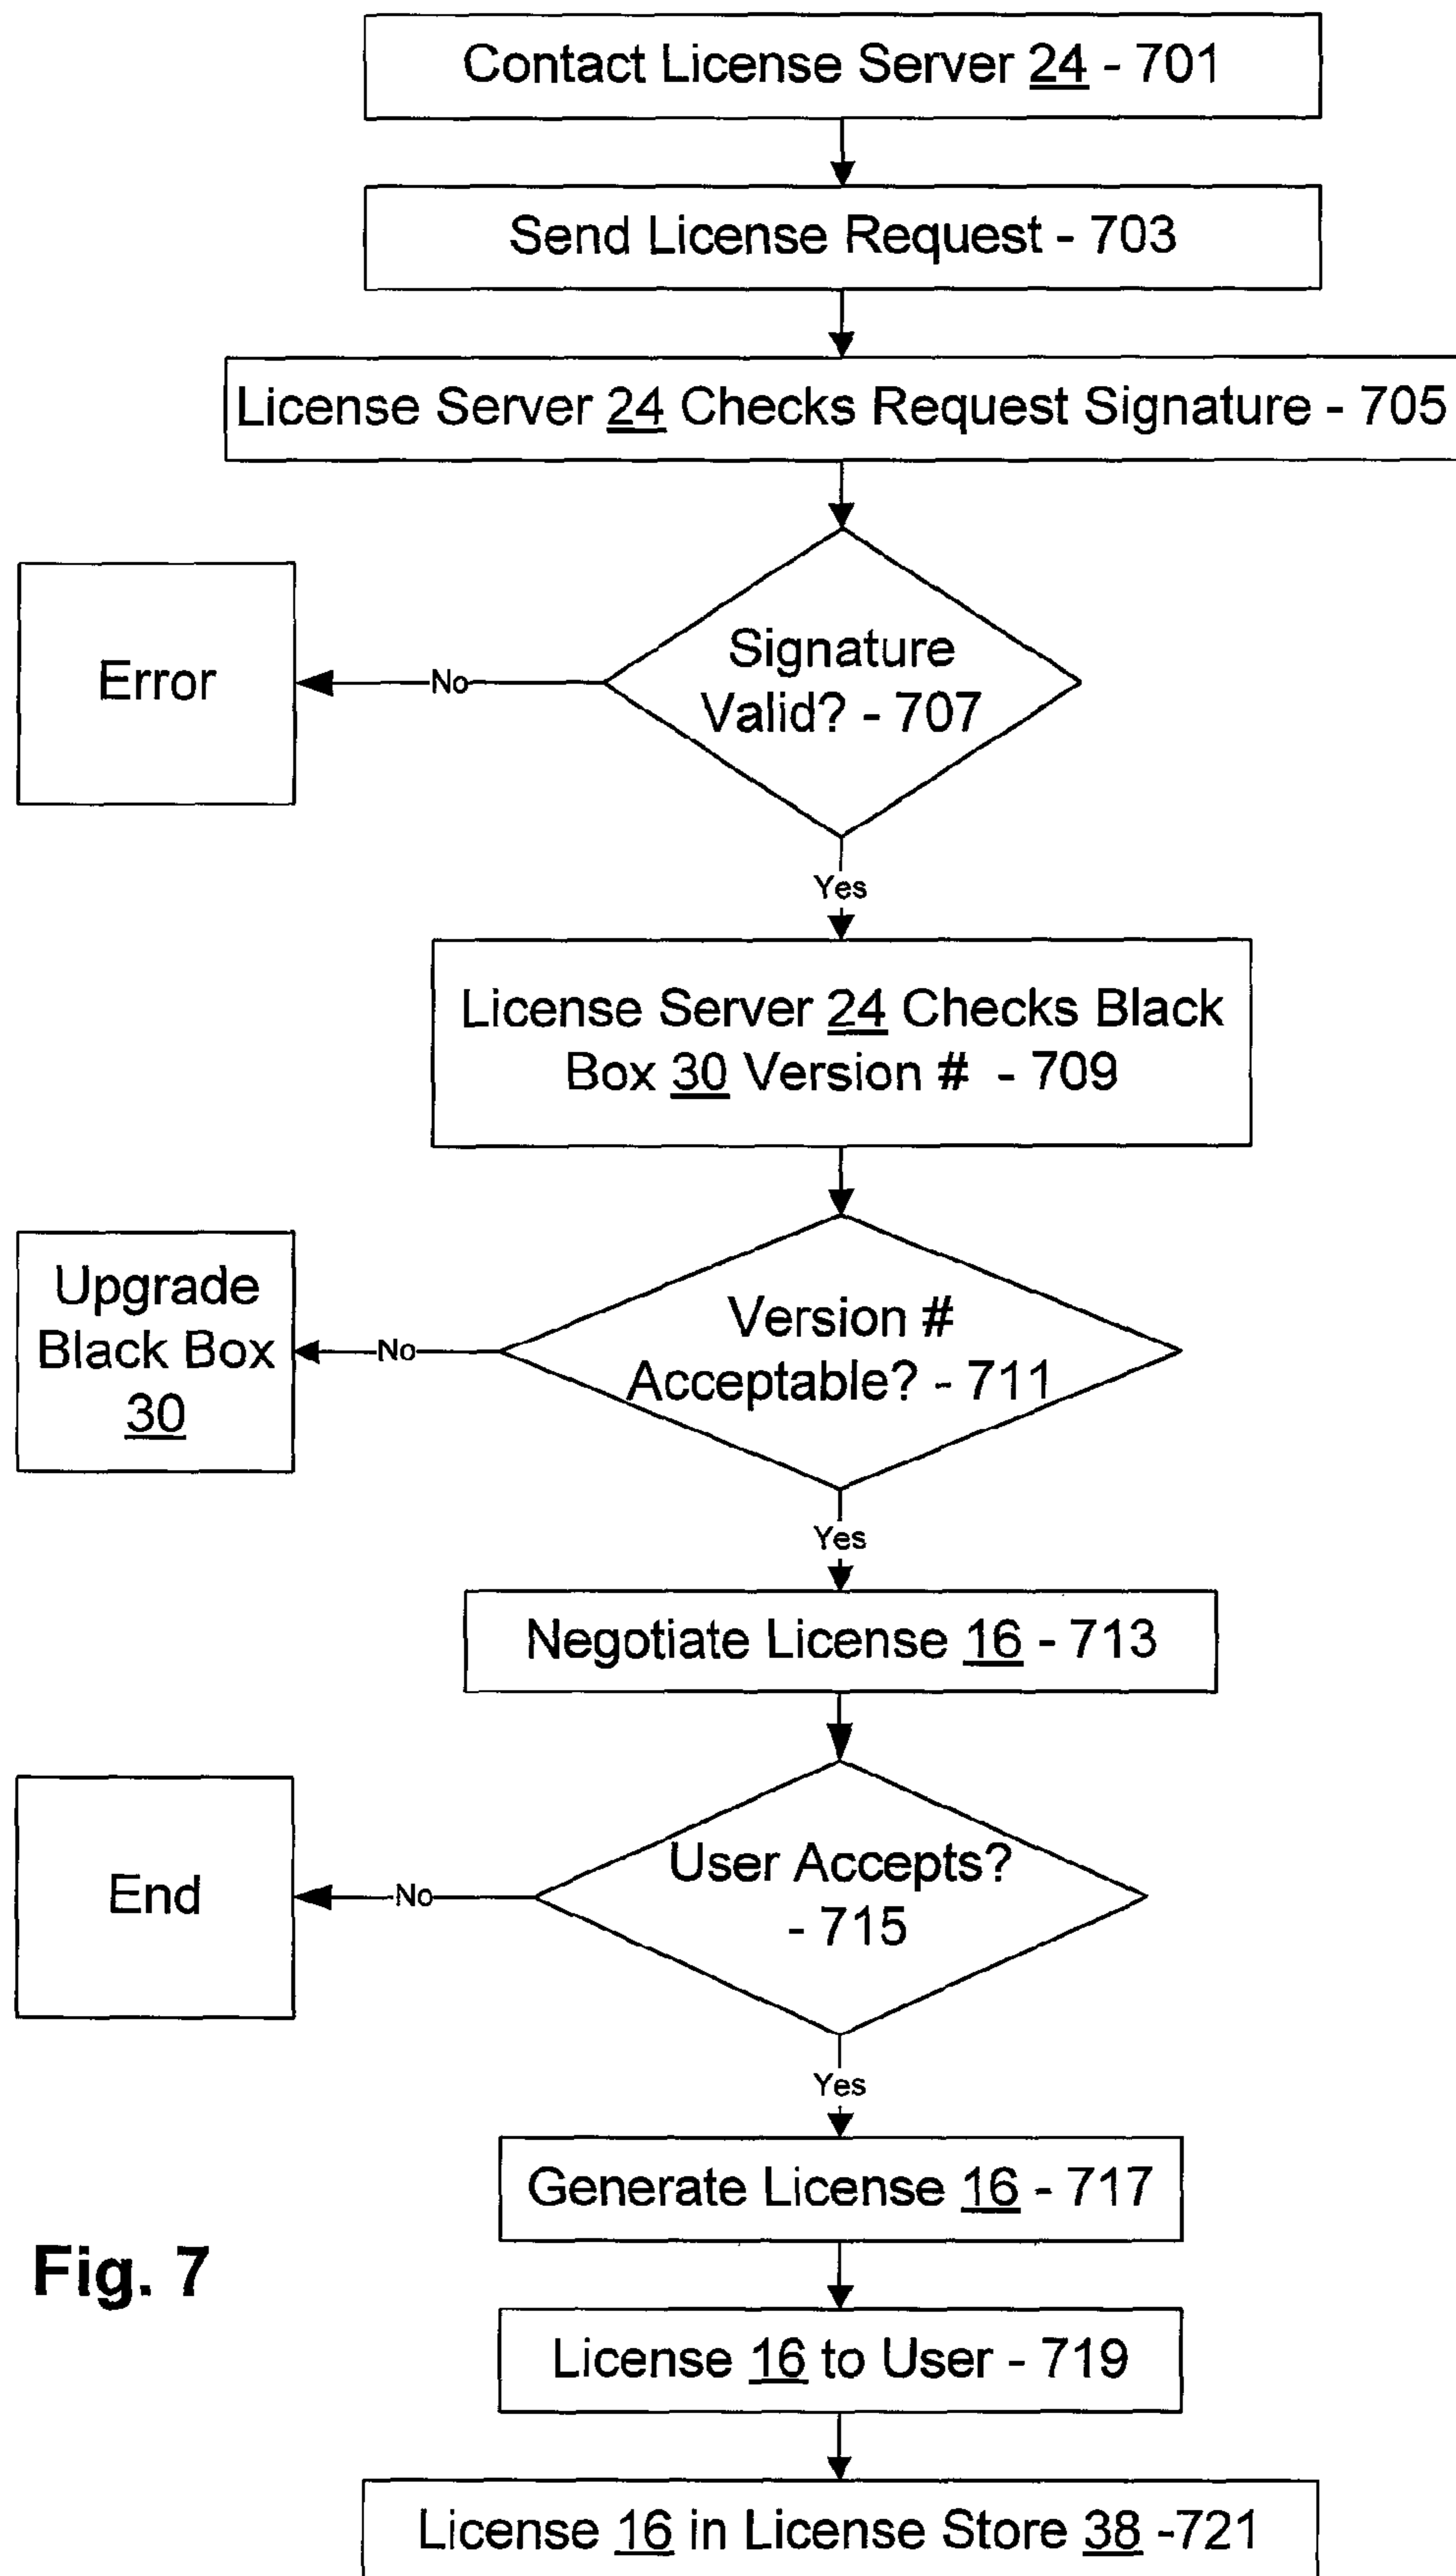 Contact License Server 24 - 701
Send License Request - 703
License Server 24 Checks Request Signature - 705
Signature
Valid? - 707
No
Error
Yes
License Server 24 Checks Black
Box 30 Version # - 709
Version #
Acceptable? - 711
No
Upgrade
Black Box
30
Yes
Negotiate License 16 - 713
User Accepts?
- 715
No
End
Yes
Generate License 16 - 717
Fig. 7
License 16 to User - 719
License 16 in License Store 38 -721